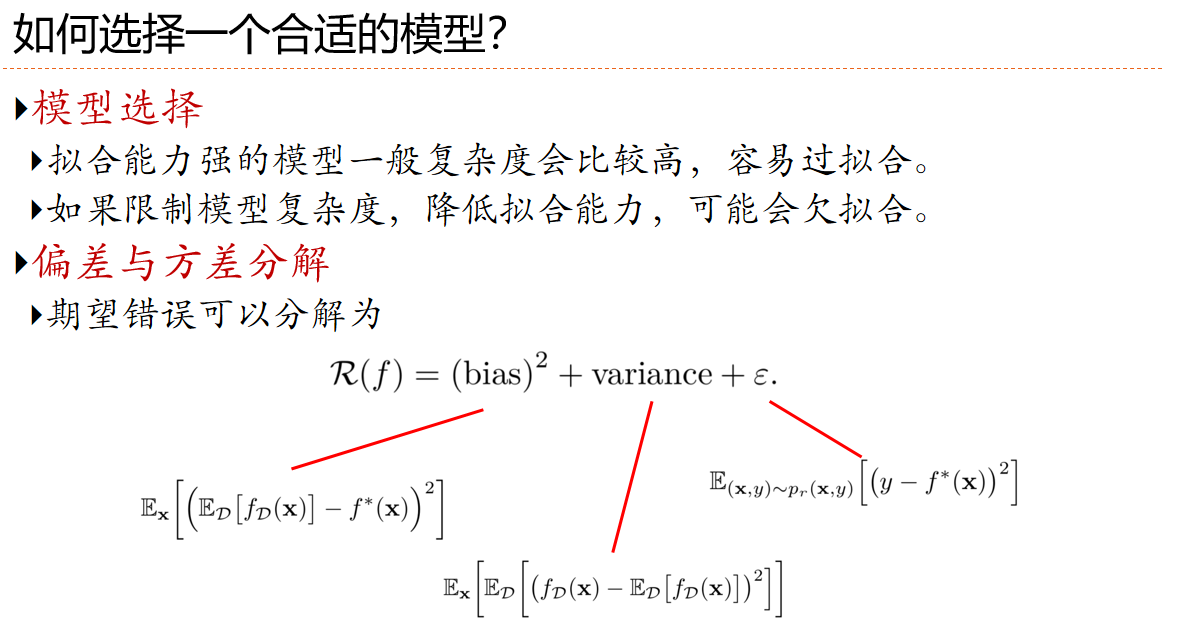 如何选择一个合适的模型？
模型选择
拟合能力强的模型一般复杂度会比较高，容易过拟合。
如果限制模型复杂度，降低拟合能力，可能会欠拟合。
偏差与方差分解
期望错误可以分解为
$\mathcal{R}(f) = (\text{bias})^2 + \text{variance} + \varepsilon.$
$\mathbb{E}_{(\mathbf{x},y)\sim p_r(\mathbf{x},y)}\left[\left(y - f^*(\mathbf{x})\right)^2\right]$
$\mathbb{E}_{\mathbf{x}}\left[\left(\mathbb{E}_{\mathcal{D}}[f_{\mathcal{D}}(\mathbf{x})] - f^*(\mathbf{x})\right)^2\right]$
$\mathbb{E}_{\mathbf{x}}\left[\mathbb{E}_{\mathcal{D}}\left[\left(f_{\mathcal{D}}(\mathbf{x}) - \mathbb{E}_{\mathcal{D}}[f_{\mathcal{D}}(\mathbf{x})]\right)^2\right]\right]$